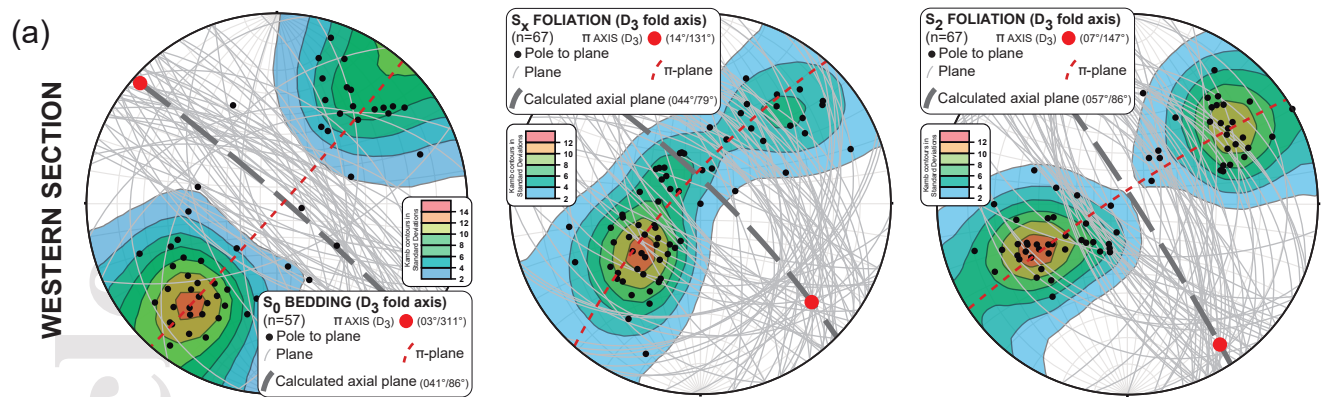 (a)
WESTERN SECTION
S0 BEDDING (D3 fold axis)
(n=57)
π AXIS (D3) (03°/311°)
Pole to plane
Plane
π-plane
Calculated axial plane (041°/86°)
Kamb contours in
Standard Deviations
14
12
10
8
6
4
2
Sx FOLIATION (D3 fold axis)
(n=67)
π AXIS (D3) (14°/131°)
Pole to plane
Plane
π-plane
Calculated axial plane (044°/79°)
Kamb contours in
Standard Deviations
12
10
8
6
4
2
S2 FOLIATION (D3 fold axis)
(n=67)
π AXIS (D3) (07°/147°)
Pole to plane
Plane
π-plane
Calculated axial plane (057°/86°)
Kamb contours in
Standard Deviations
12
10
8
6
4
2